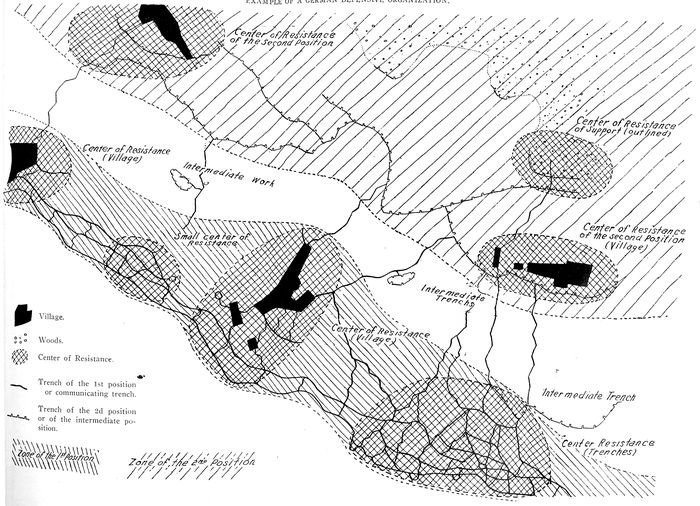 EXAMPLE OF A GERMAN DEFENSIVE ORGANIZATION.
Center of Resistance
of the Second Position
Center of Resistance
of Support (outlined)
Center of Resistance
(Village)
Intermediate Work
Small center of
Resistance
Center of Resistance
of the Second Position
(Village)
Intermediate
Trenchs
Center of Resistance
(Village)
Intermediate Trench
Center Resistance
(Trenches)
Village.
Woods.
Center of Resistance.
Trench of the 1st position
or communicating trench.
Trench of the 2d position
or of the intermediate po-
sition.
Zone of the 1st Position
Zone of the 2nd Position